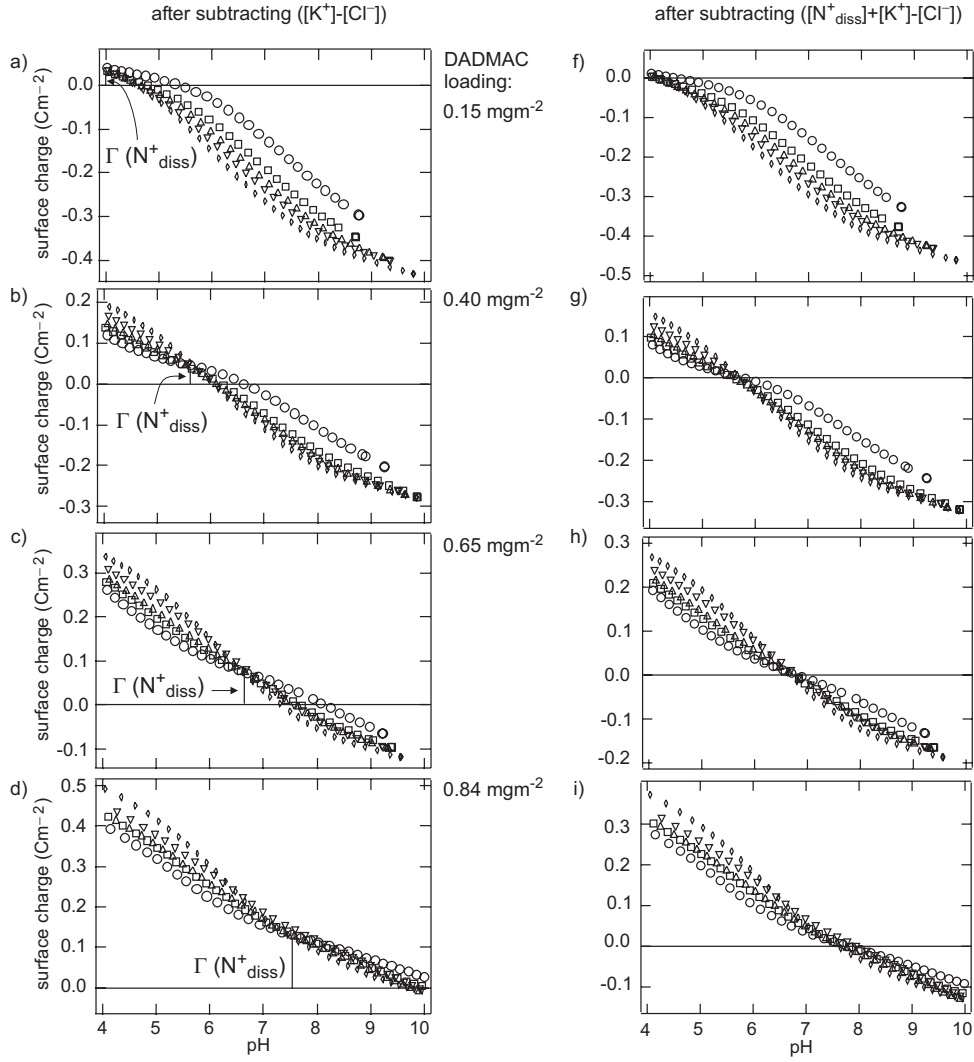 after subtracting ([K⁺]-[Cl⁻])
after subtracting ([N⁺diss]+[K⁺]-[Cl⁻])
a)
surface charge (Cm⁻²)
0.0
-0.1
-0.2
-0.3
-0.4
Γ (N⁺diss)
DADMAC
loading:
0.15 mgm⁻²
f)
0.0
-0.1
-0.2
-0.3
-0.4
-0.5
b)
surface charge (Cm⁻²)
0.2
0.1
0.0
-0.1
-0.2
-0.3
Γ (N⁺diss)
0.40 mgm⁻²
g)
0.1
0.0
-0.1
-0.2
-0.3
c)
surface charge (Cm⁻²)
0.3
0.2
0.1
0.0
-0.1
Γ (N⁺diss)
0.65 mgm⁻²
h)
0.3
0.2
0.1
0.0
-0.1
-0.2
d)
surface charge (Cm⁻²)
0.5
0.4
0.3
0.2
0.1
0.0
Γ (N⁺diss)
4 5 6 7 8 9 10
pH
0.84 mgm⁻²
i)
0.3
0.2
0.1
0.0
-0.1
4 5 6 7 8 9 10
pH